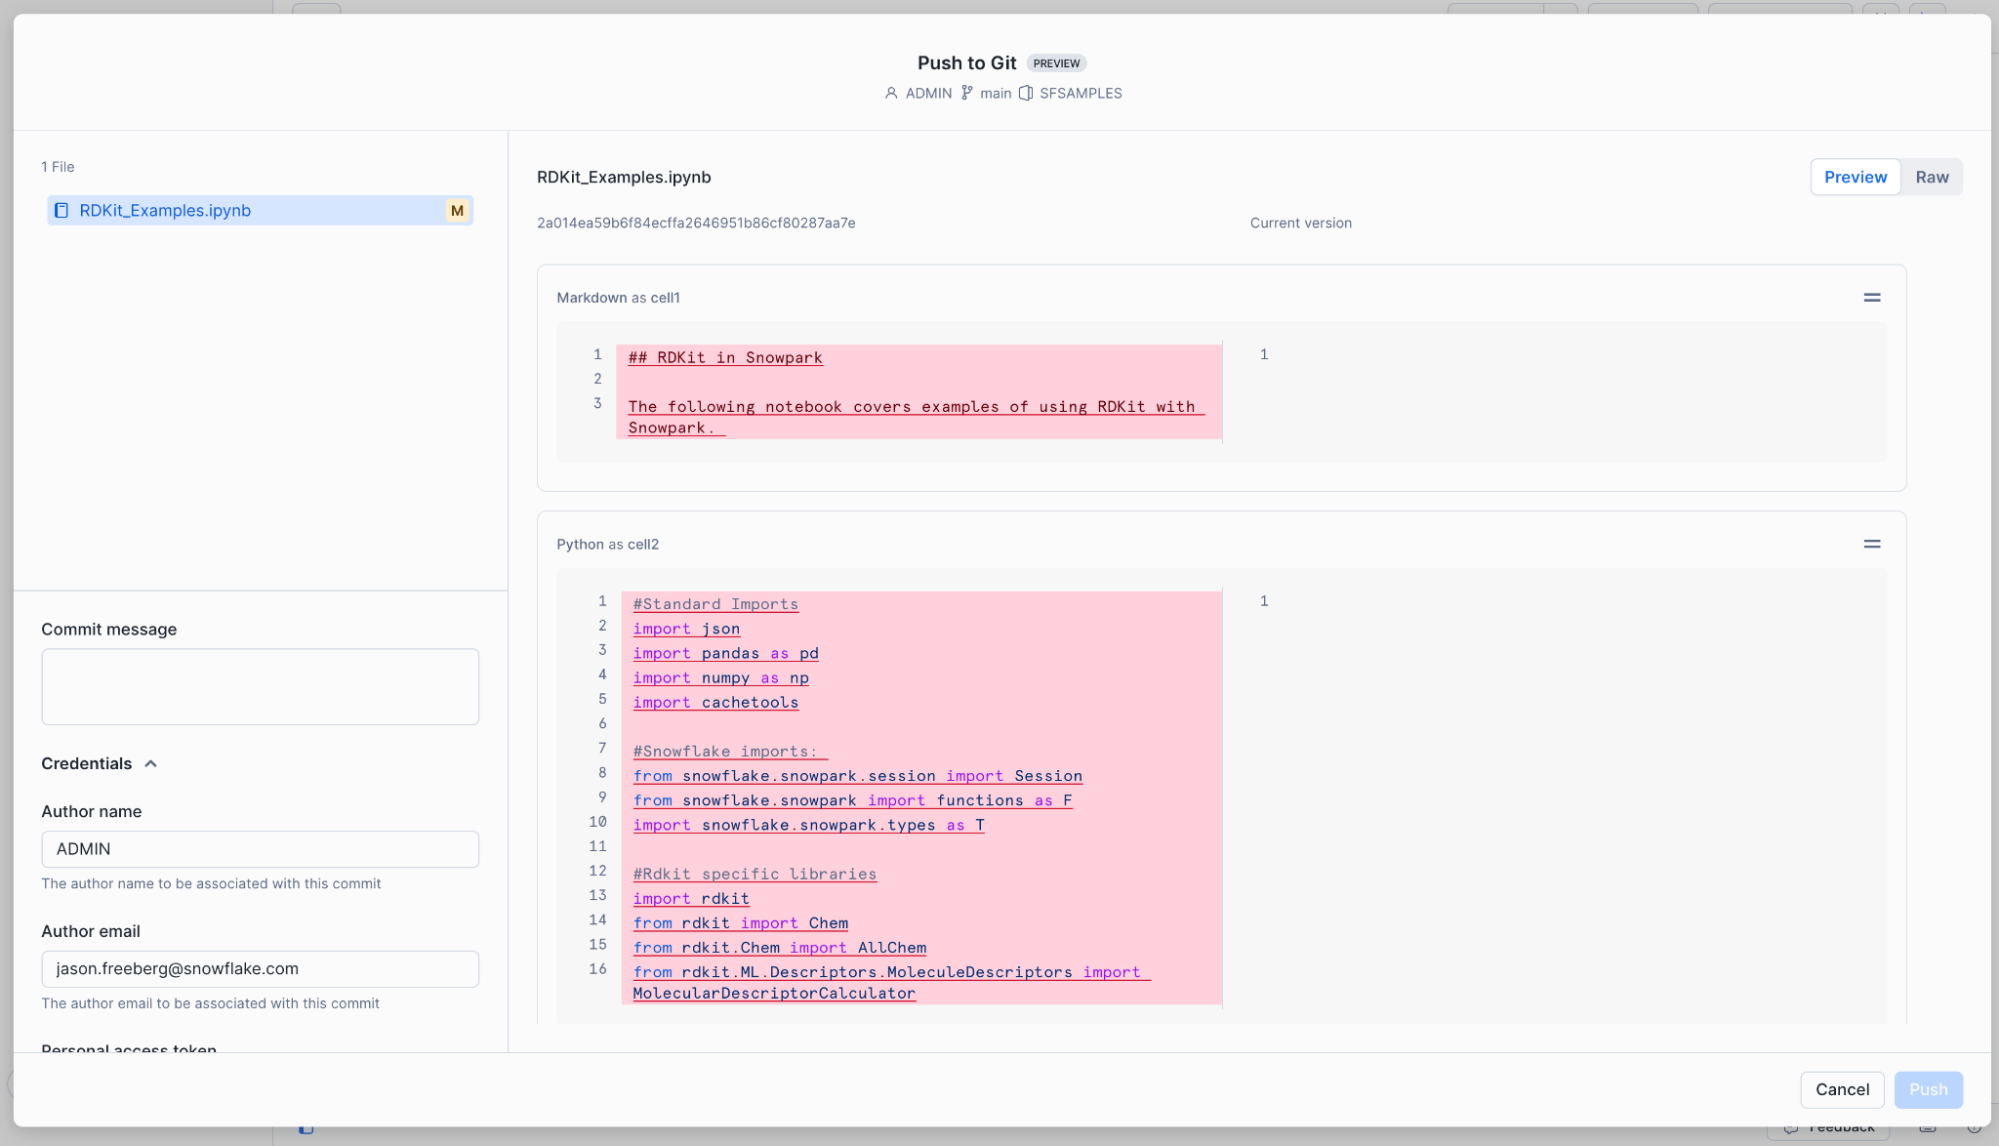 Push to Git PREVIEW
ADMIN main SFSAMPLES
1 File
RDKit_Examples.ipynb M
Commit message
Credentials
Author name
ADMIN
The author name to be associated with this commit
Author email
jason.freeberg@snowflake.com
The author email to be associated with this commit
Personal access token
RDKit_Examples.ipynb
Preview Raw
2a014ea59b6f84ecffa2646951b86cf80287aa7e Current version
Markdown as cell1
1 ## RDKit in Snowpark 1
2
3 The following notebook covers examples of using RDKit with
Snowpark.
Python as cell2
1 #Standard Imports 1
2 import json
3 import pandas as pd
4 import numpy as np
5 import cachetools
6
7 #Snowflake imports:
8 from snowflake.snowpark.session import Session
9 from snowflake.snowpark import functions as F
10 import snowflake.snowpark.types as T
11
12 #Rdkit specific libraries
13 import rdkit
14 from rdkit import Chem
15 from rdkit.Chem import AllChem
16 from rdkit.ML.Descriptors.MoleculeDescriptors import
MolecularDescriptorCalculator
Cancel Push
Feedback